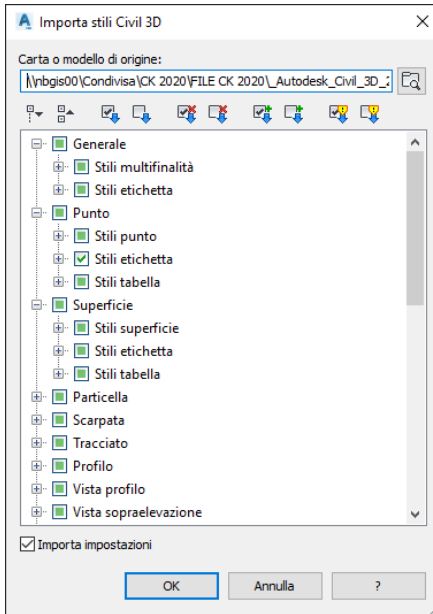 Importa stili Civil 3D
Carta o modello di origine:
\\nbgis00\Condivisa\CK 2020\FILE CK 2020\_Autodesk_Civil_3D_2
Generale
Stili multifinalità
Stili etichetta
Punto
Stili punto
Stili etichetta
Stili tabella
Superficie
Stili superficie
Stili etichetta
Stili tabella
Particella
Scarpata
Tracciato
Profilo
Vista profilo
Vista sopraelevazione
Importa impostazioni
OK Annulla ?